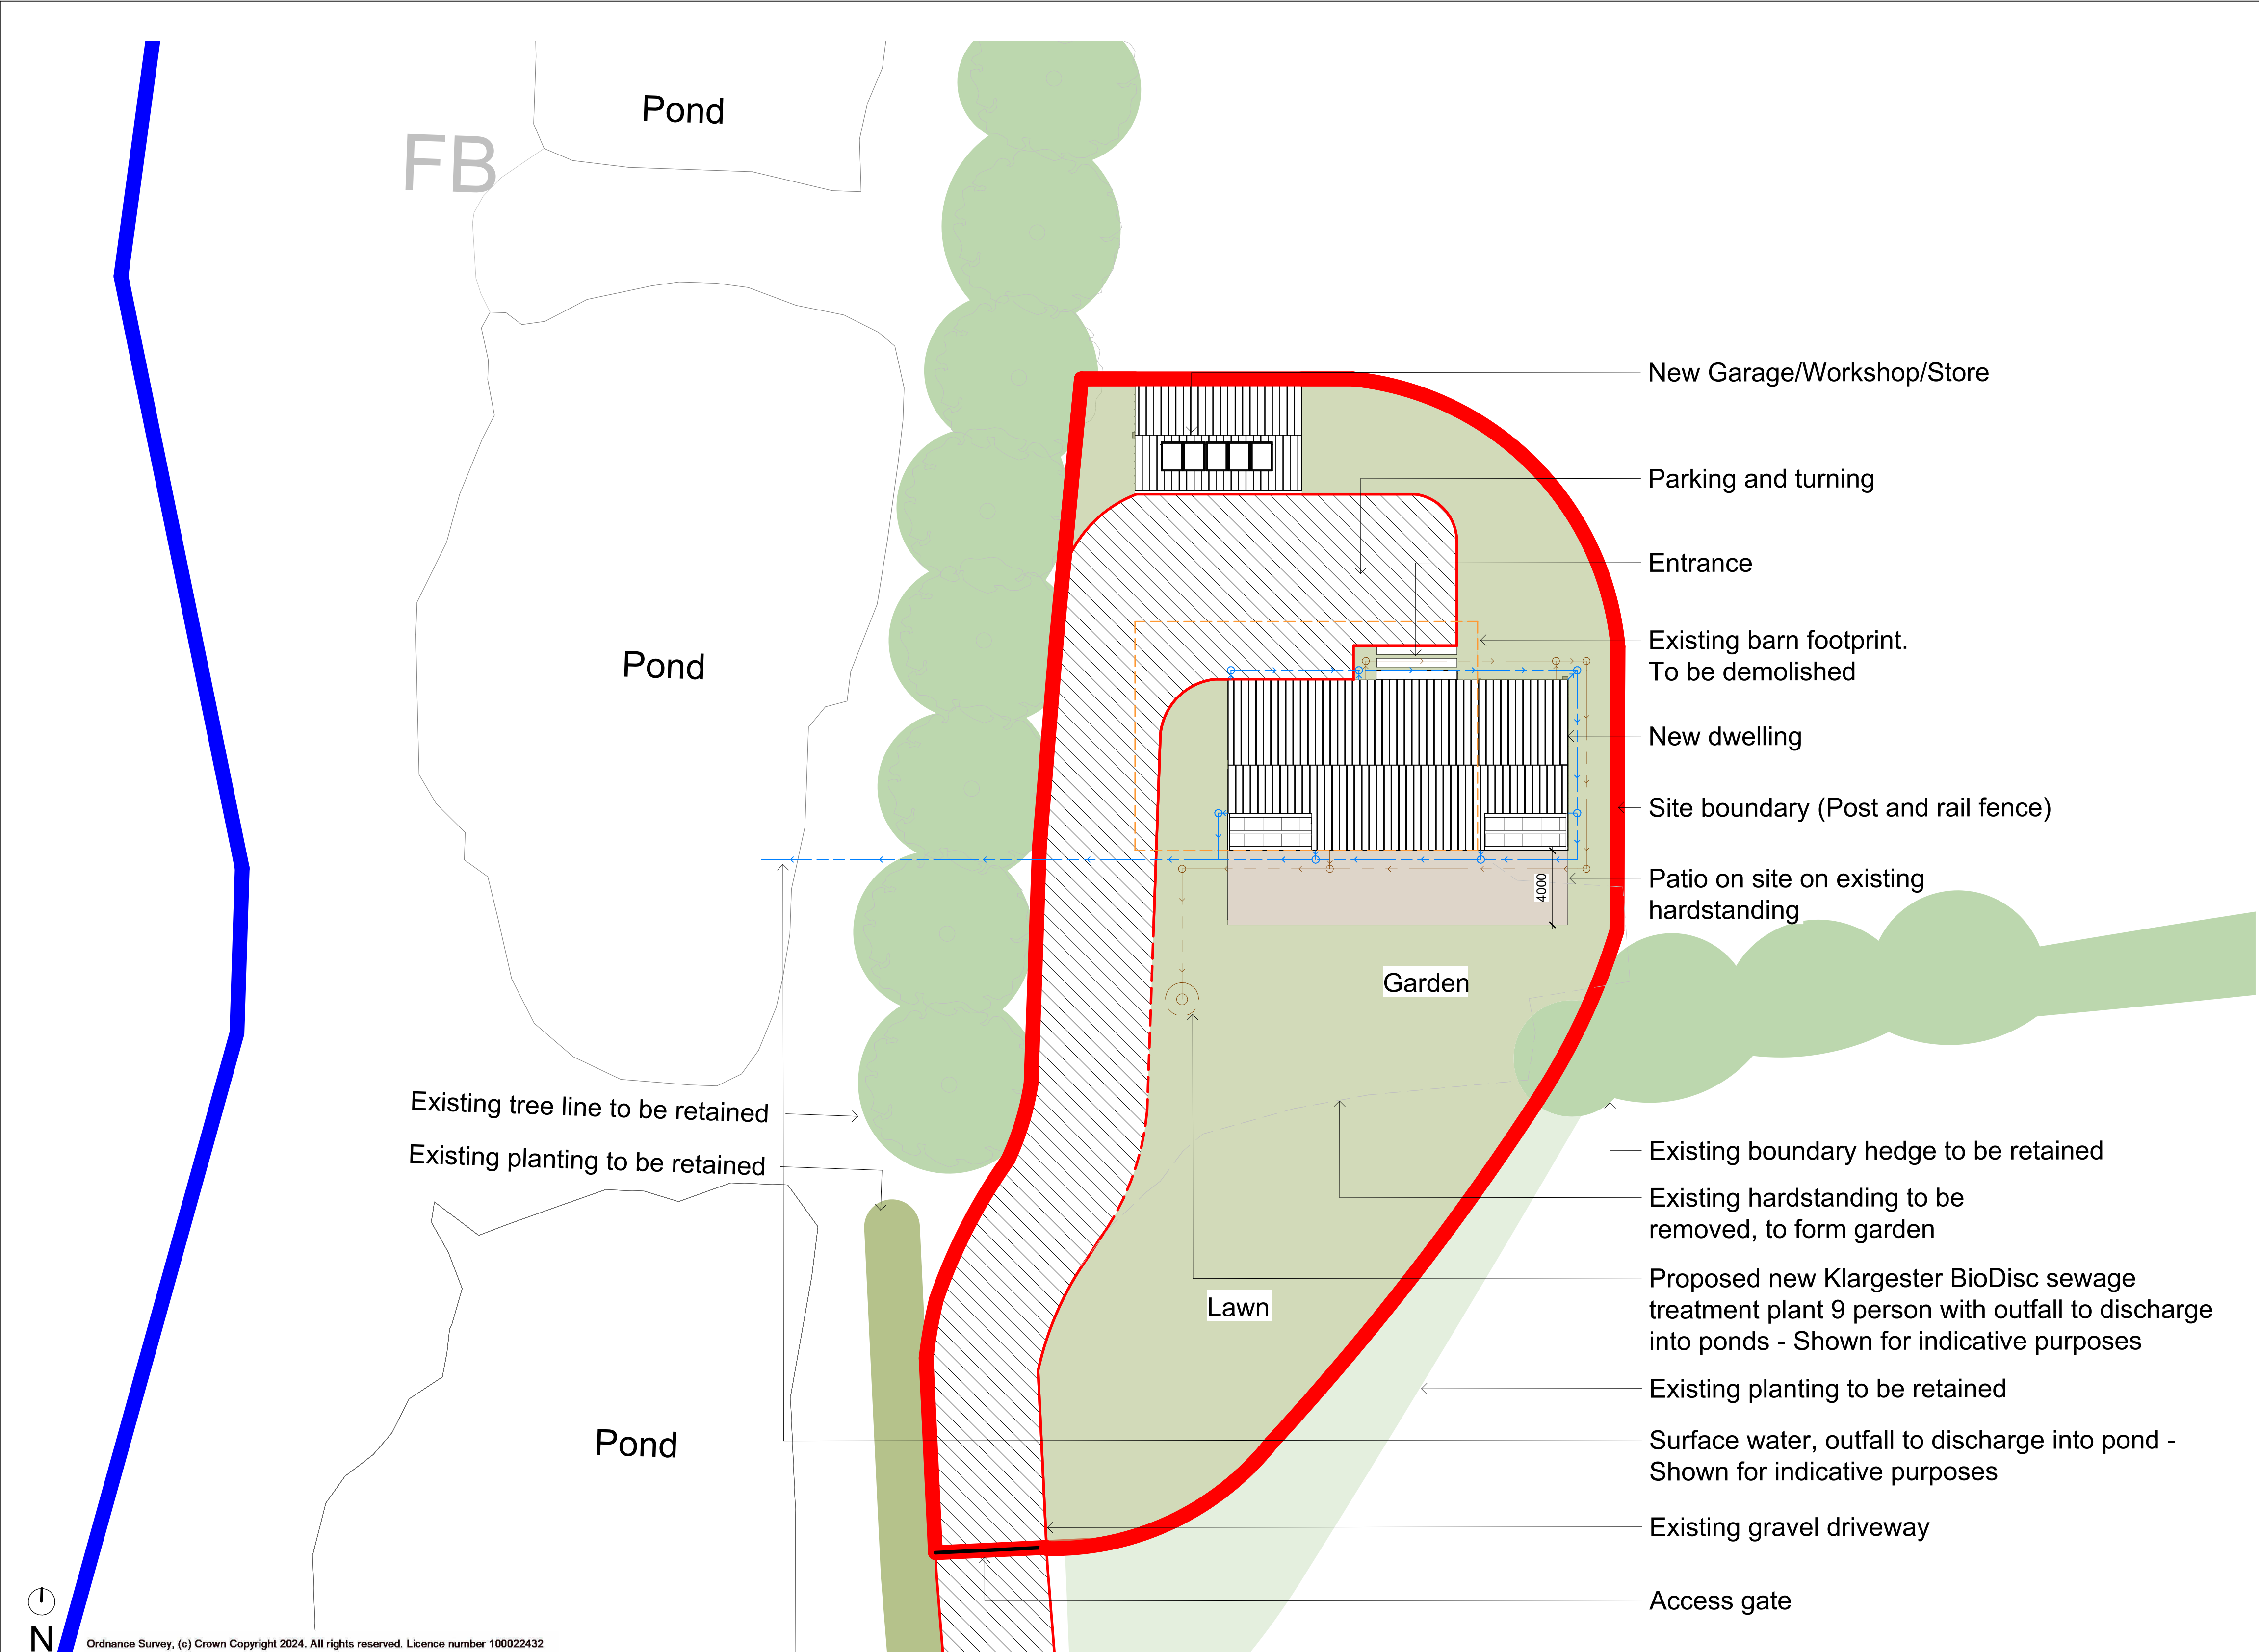 Pond
FB
Pond
New Garage/Workshop/Store
Parking and turning
Entrance
Existing barn footprint.
To be demolished
New dwelling
Site boundary (Post and rail fence)
Patio on site on existing
hardstanding
4000
Garden
Existing tree line to be retained
Existing planting to be retained
Existing boundary hedge to be retained
Existing hardstanding to be
removed, to form garden
Proposed new Klargester BioDisc sewage
treatment plant 9 person with outfall to discharge
into ponds - Shown for indicative purposes
Lawn
Existing planting to be retained
Pond
Surface water, outfall to discharge into pond -
Shown for indicative purposes
Existing gravel driveway
Access gate
N
Ordnance Survey, (c) Crown Copyright 2024. All rights reserved. Licence number 100022432